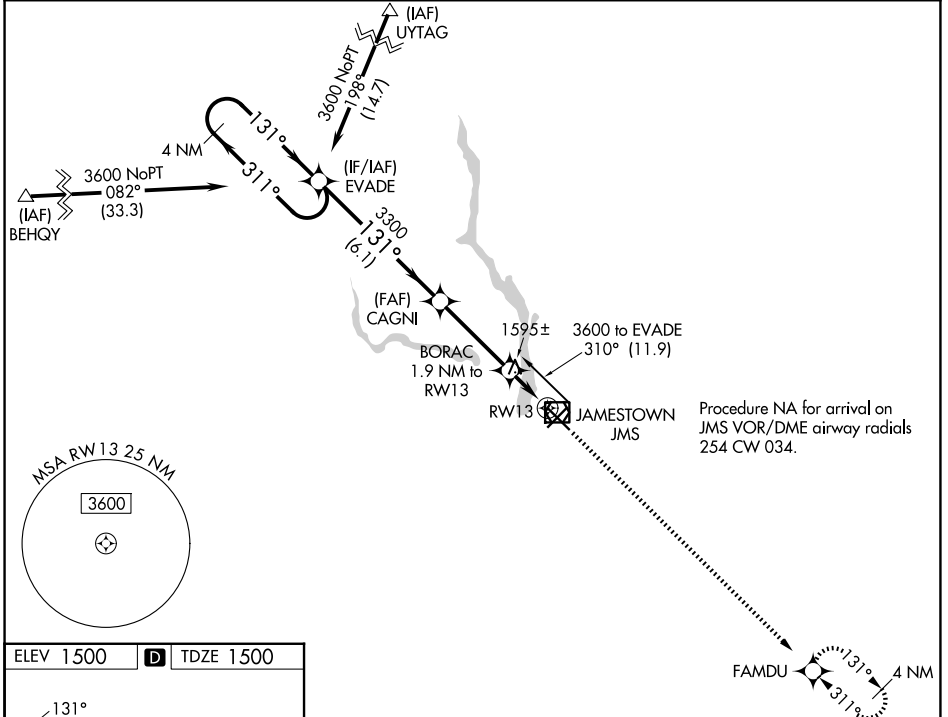 (IAF)
UYTAG
3600 NoPT
198°
(14.7)
131°
4 NM
311°
(IF/IAF)
EVADE
3600 NoPT
082°
(33.3)
(IAF)
BEHQY
3300
131°
(6.1)
(FAF)
CAGNI
1595±
3600 to EVADE
310° (11.9)
BORAC
1.9 NM to
RW13
RW13
JAMESTOWN
JMS
Procedure NA for arrival on
JMS VOR/DME airway radials
254 CW 034.
MSA RW13 25 NM
3600
ELEV 1500 D TDZE 1500
131°
FAMDU
131°
4 NM
311°